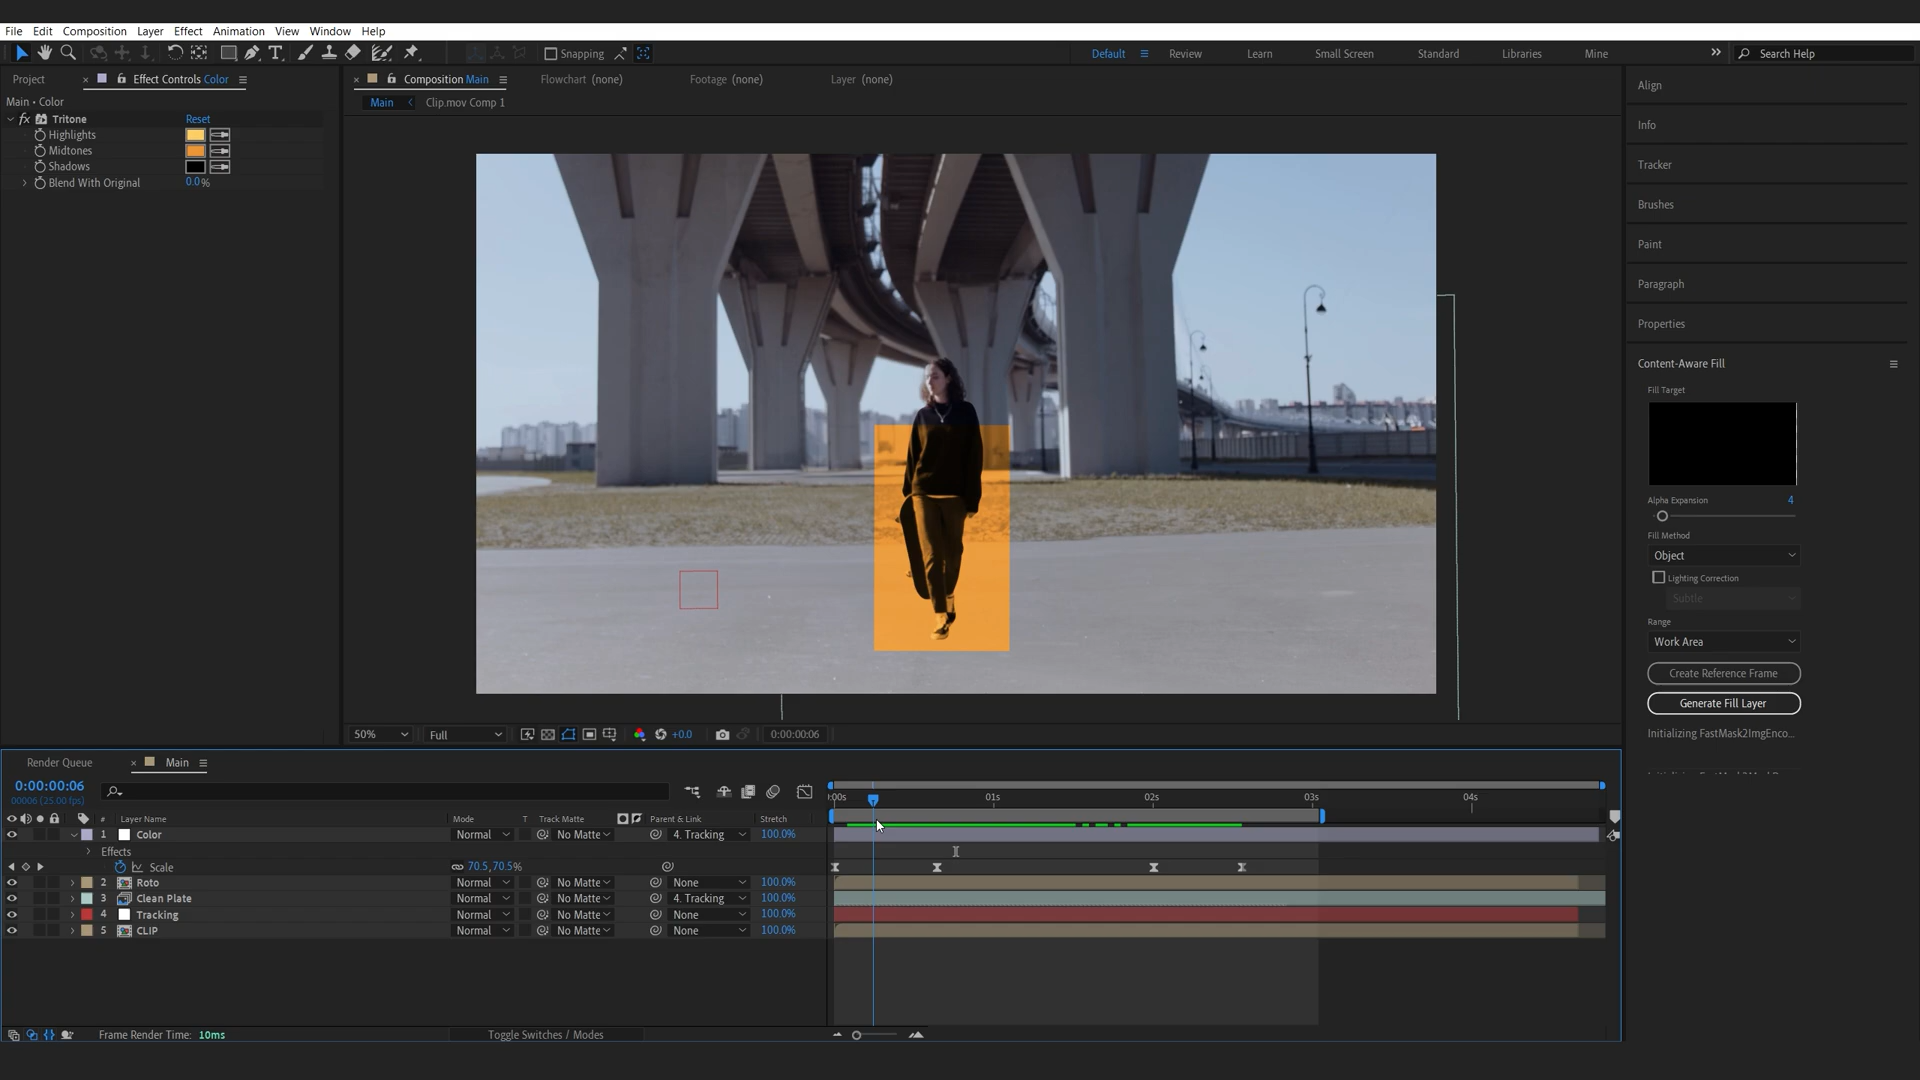 File Edit Composition Layer Effect Animation View Window Help
Snapping Default Review Learn Small Screen Standard Libraries Mine Search Help
Project Effect Controls Color
Main • Color
fx Tritone Reset
Highlights
Midtones
Shadows
Blend With Original 0.0%
Composition Main Flowchart (none) Footage (none) Layer (none)
Main Clip.mov Comp 1
50% Full +0.0 0:00:00:06
Align
Info
Tracker
Brushes
Paint
Paragraph
Properties
Content-Aware Fill
Fill Target
Alpha Expansion 4
Fill Method
Object
Lighting Correction
Subtle
Range
Work Area
Create Reference Frame
Generate Fill Layer
Initializing FastMask2ImgEnco...
Render Queue Main
0:00:00:06
00006 (25.00 fps)
:00s 01s 02s 03s 04s
# Layer Name Mode T Track Matte Parent & Link Stretch
1 Color Normal No Matte 4. Tracking 100.0%
Effects
Scale 70.5,70.5%
2 Roto Normal No Matte None 100.0%
3 Clean Plate Normal No Matte 4. Tracking 100.0%
4 Tracking Normal No Matte None 100.0%
5 CLIP Normal No Matte None 100.0%
Frame Render Time: 10ms Toggle Switches / Modes